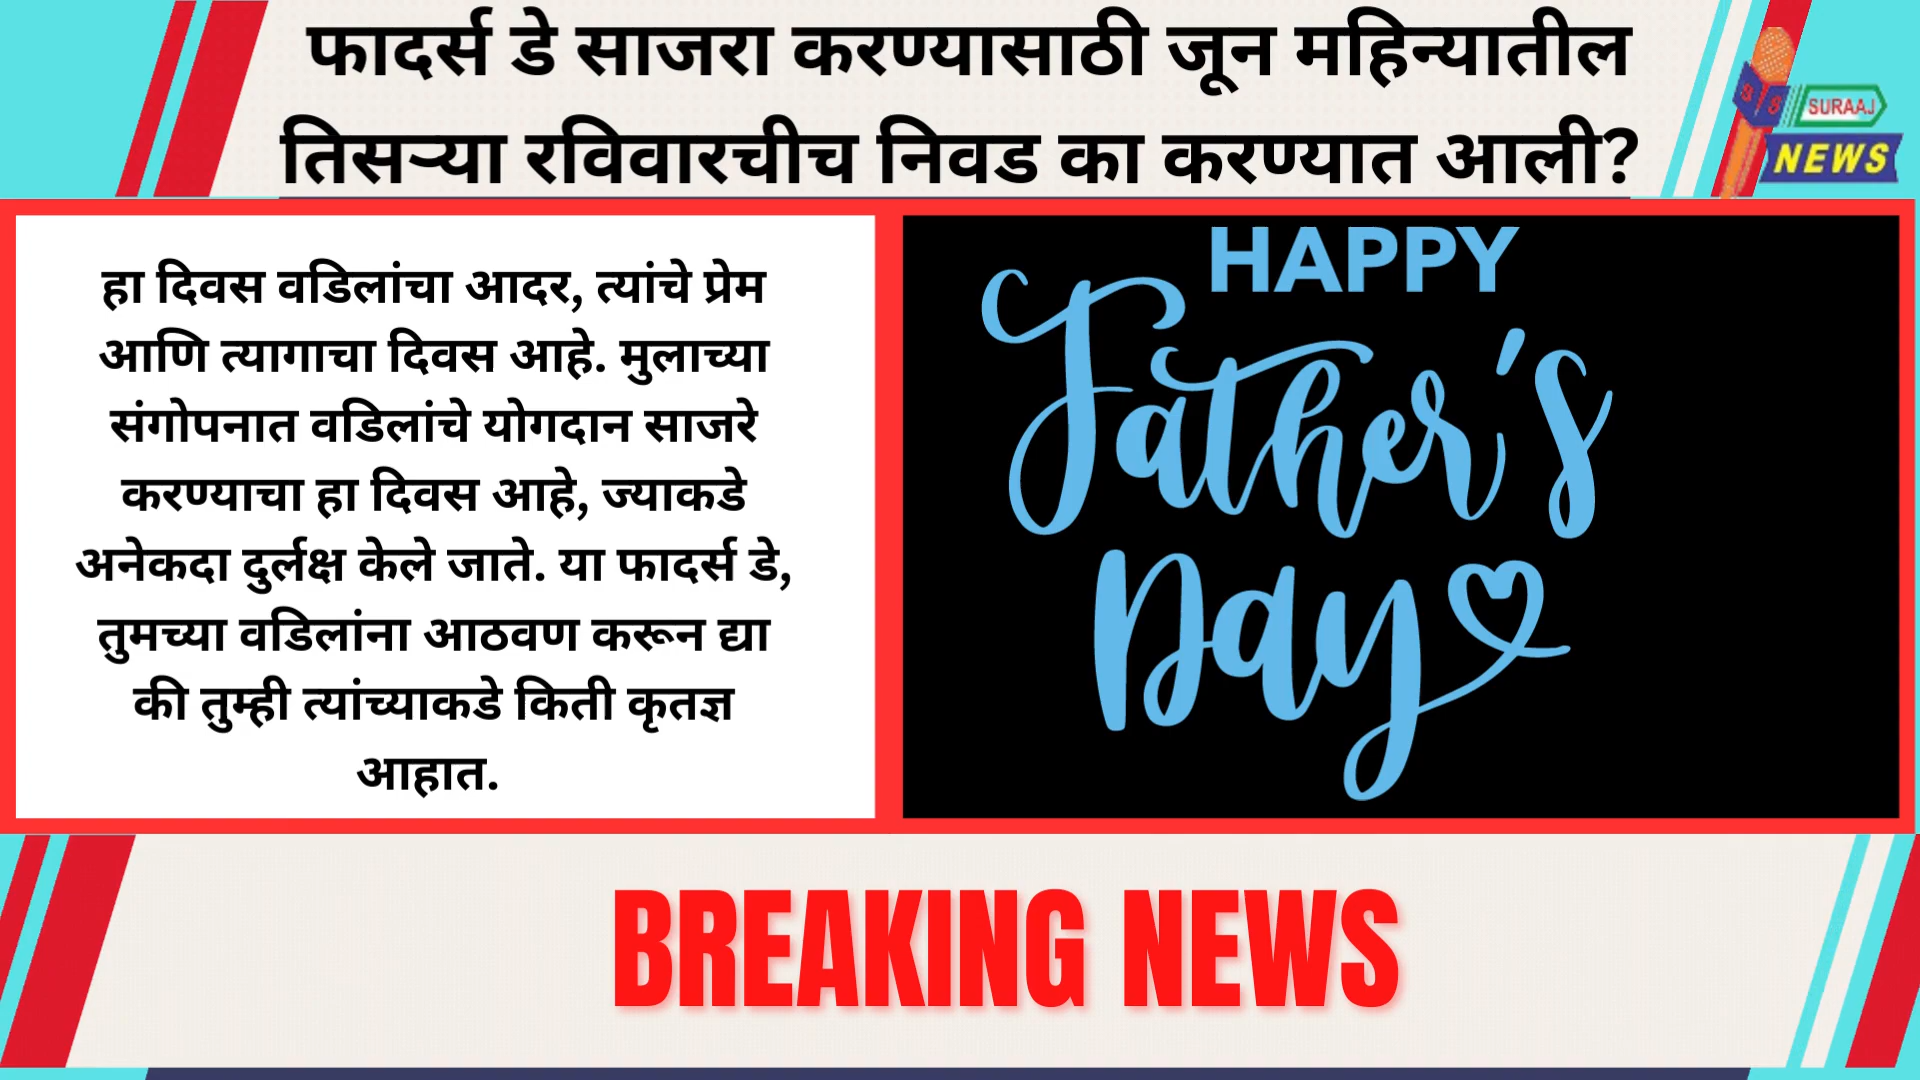 फादर्स डे साजरा करण्यासाठी जून महिन्यातील
तिसऱ्या रविवारचीच निवड का करण्यात आली?
SS
SURAAJ
NEWS
हा दिवस वडिलांचा आदर, त्यांचे प्रेम
आणि त्यागाचा दिवस आहे. मुलाच्या
संगोपनात वडिलांचे योगदान साजरे
करण्याचा हा दिवस आहे, ज्याकडे
अनेकदा दुर्लक्ष केले जाते. या फादर्स डे,
तुमच्या वडिलांना आठवण करून द्या
की तुम्ही त्यांच्याकडे किती कृतज्ञ
आहात.
HAPPY
Father's
Day
BREAKING NEWS